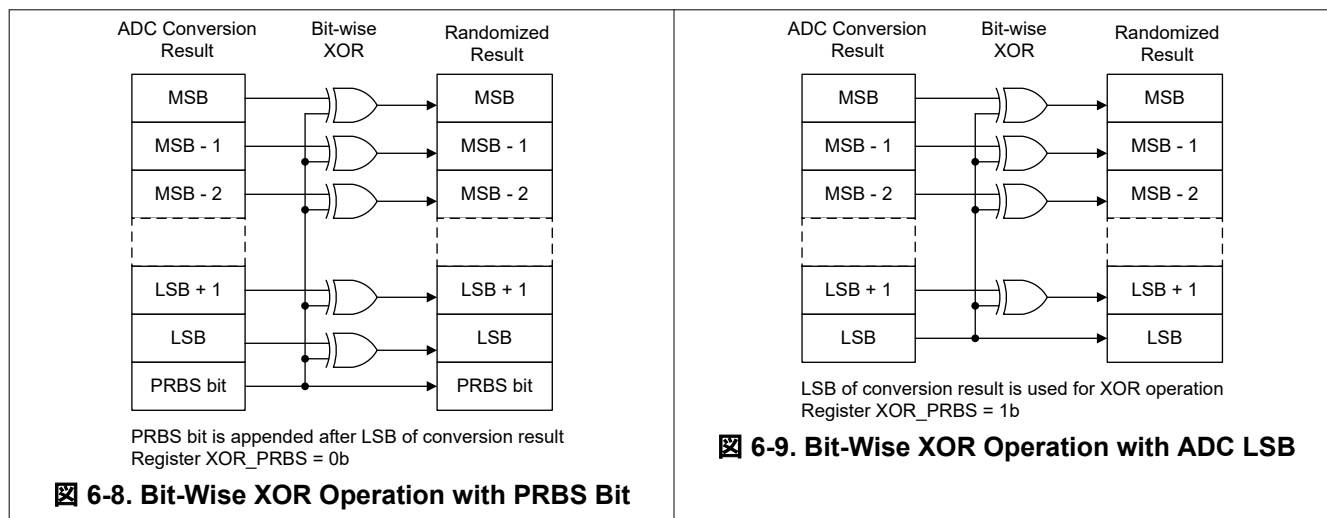 ADC Conversion
Result
Bit-wise
XOR
Randomized
Result
MSB
MSB
MSB - 1
MSB - 1
MSB - 2
MSB - 2
LSB + 1
LSB + 1
LSB
LSB
PRBS bit
PRBS bit
PRBS bit is appended after LSB of conversion result
Register XOR_PRBS = 0b
図 6-8. Bit-Wise XOR Operation with PRBS Bit
ADC Conversion
Result
Bit-wise
XOR
Randomized
Result
MSB
MSB
MSB - 1
MSB - 1
MSB - 2
MSB - 2
LSB + 1
LSB + 1
LSB
LSB
LSB of conversion result is used for XOR operation
Register XOR_PRBS = 1b
図 6-9. Bit-Wise XOR Operation with ADC LSB